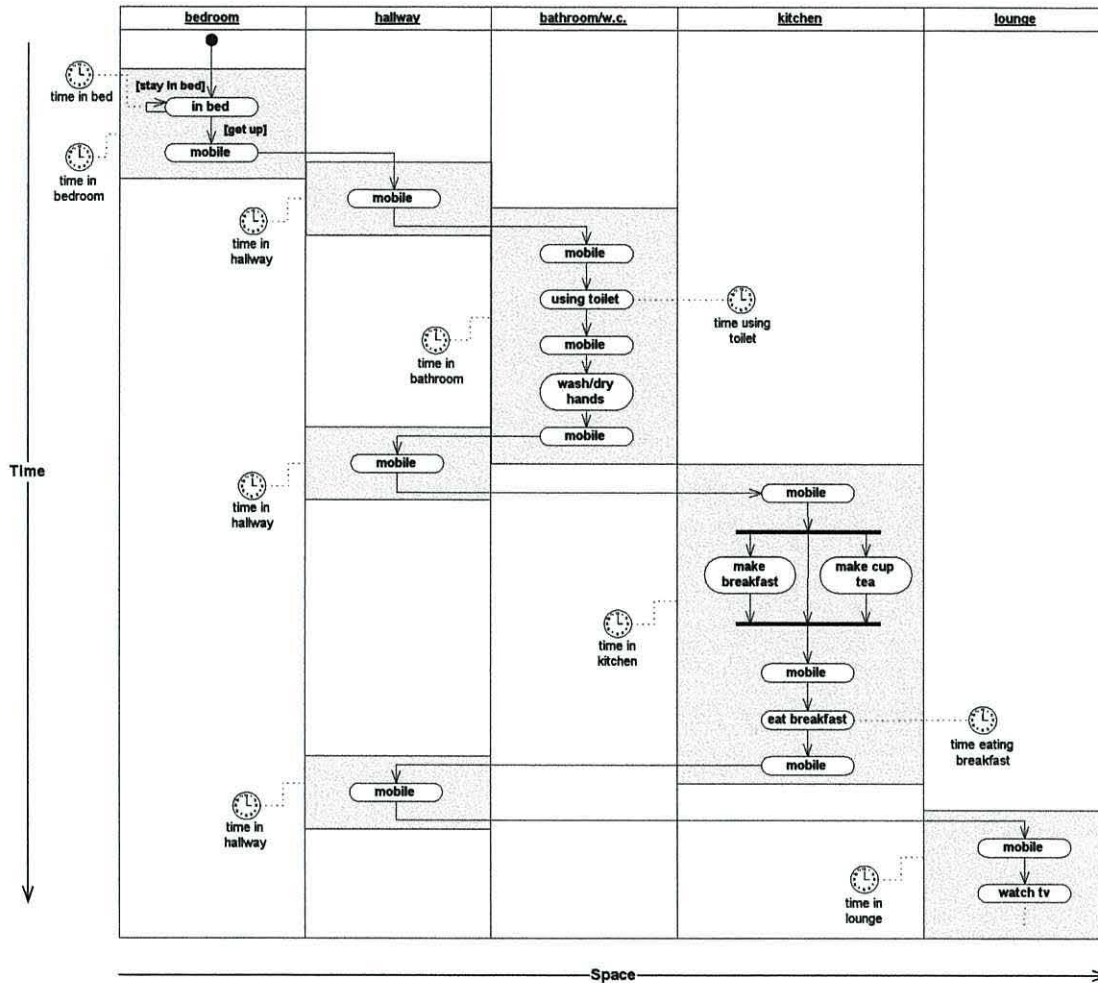 bedroom
hallway
bathroom/w.c.
kitchen
lounge
[stay in bed]
time in bed
in bed
[get up]
mobile
time in
bedroom
mobile
time in
hallway
mobile
using toilet
time using
toilet
mobile
time in
bathroom
wash/dry
hands
mobile
mobile
Time
time in
hallway
mobile
make
breakfast
make cup
tea
time in
kitchen
mobile
eat breakfast
time eating
breakfast
mobile
mobile
time in
hallway
mobile
watch tv
time in
lounge
Space